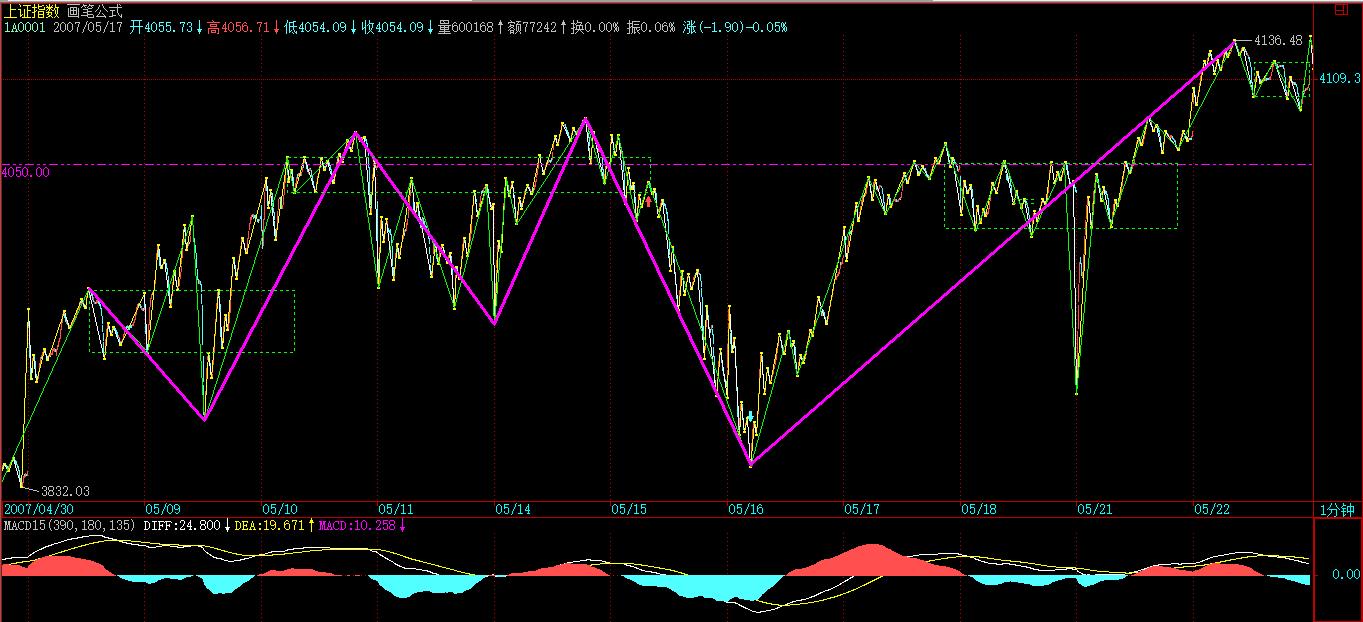 上证指数 画笔公式
1A0001 2007/05/17 开4055.73↓高4056.71↓低4054.09↓收4054.09↓量600168↑额77242↑换0.00% 振0.06% 涨(-1.90)-0.05%
4136.48
4109.3
4050.00
3832.03
2007/04/30 05/09 05/10 05/11 05/14 05/15 05/16 05/17 05/18 05/21 05/22 1分钟
MACD15(390,180,135) DIFF:24.800↓DEA:19.671↑MACD:10.258↓
0.00